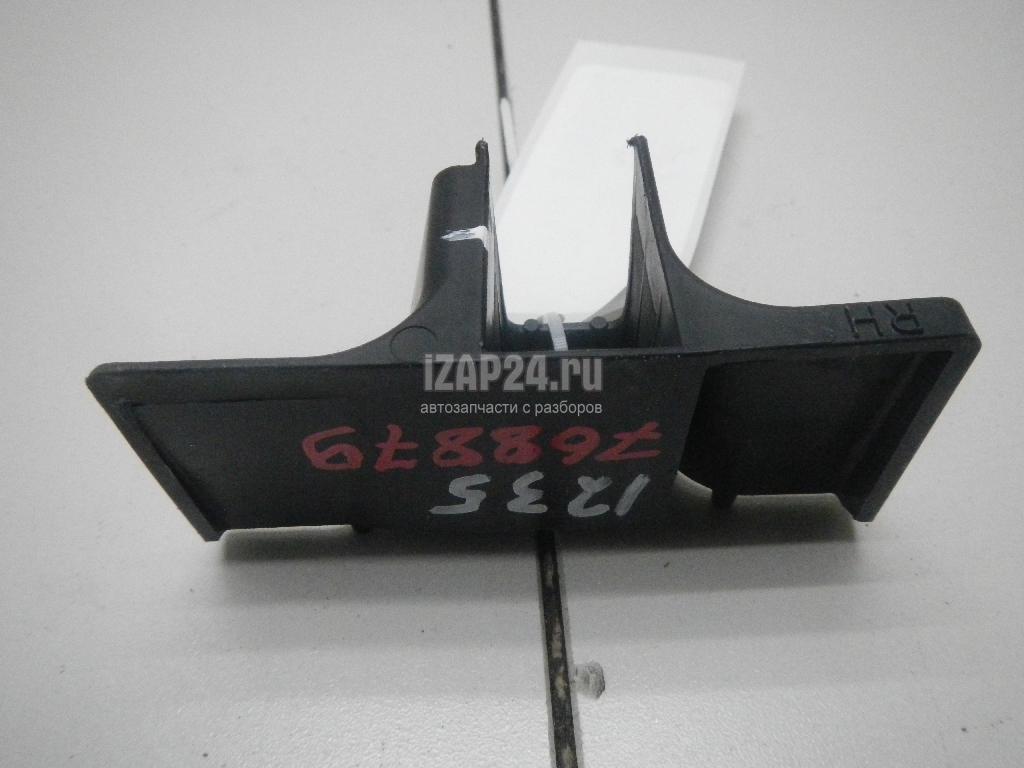 RH
iZAP24.ru
автозапчасти с разборов
768879
1235